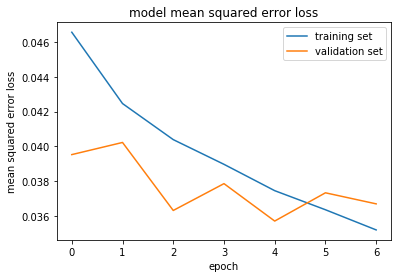 model mean squared error loss
training set
validation set
mean squared error loss
0.046
0.044
0.042
0.040
0.038
0.036
0 1 2 3 4 5 6
epoch